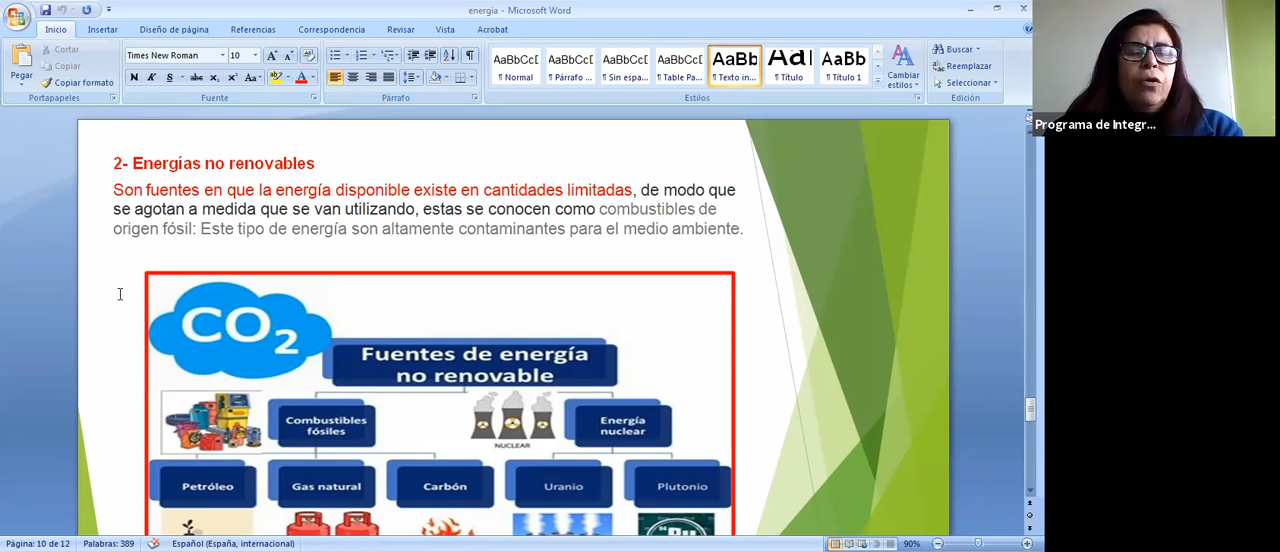 energia - Microsoft Word
Inicio Insertar Diseño de página Referencias Correspondencia Revisar Vista Acrobat
Pegar
Cortar
Copiar
Copiar formato
Portapapeles
Times New Roman 10
Fuente
Párrafo
AaBbCcI AaBbCcI AaBbCcI AaBbCcI AaBb AaI AaBb
¶ Normal ¶ Párrafo ... ¶ Sin espa... ¶ Table Pa... ¶ Texto in... ¶ Título ¶ Título 1
Cambiar estilos
Estilos
Buscar
Reemplazar
Seleccionar
Edición
Programa de Integr...
2- Energías no renovables
Son fuentes en que la energía disponible existe en cantidades limitadas, de modo que
se agotan a medida que se van utilizando, estas se conocen como combustibles de
origen fósil: Este tipo de energía son altamente contaminantes para el medio ambiente.
CO2
Fuentes de energía
no renovable
Combustibles
fósiles
NUCLEAR
Energía
nuclear
Petróleo Gas natural Carbón Uranio Plutonio
Página: 10 de 12 Palabras: 389 Español (España, internacional) 90%